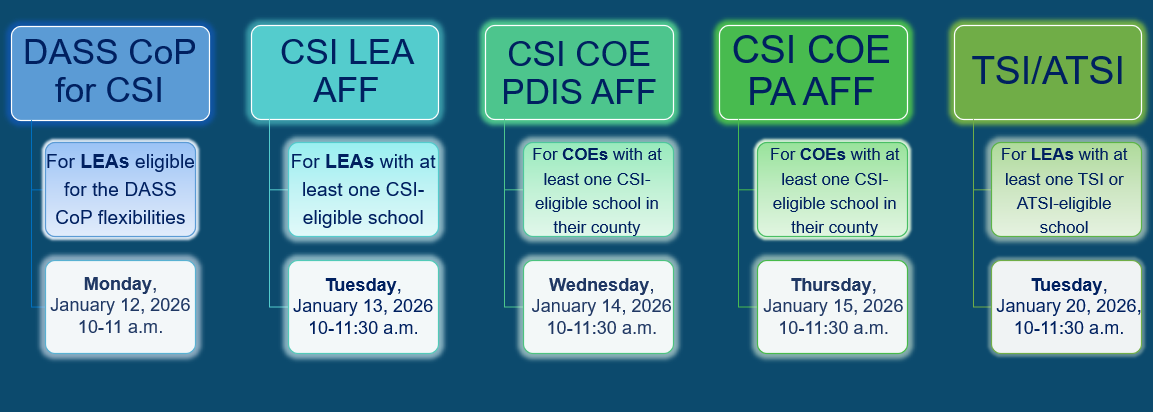 DASS CoP
for CSI
For LEAs eligible
for the DASS
CoP flexibilities
Monday,
January 12, 2026
10-11 a.m.
CSI LEA
AFF
For LEAs with at
least one CSI-
eligible school
Tuesday,
January 13, 2026
10-11:30 a.m.
CSI COE
PDIS AFF
For COEs with at
least one CSI-
eligible school in
their county
Wednesday,
January 14, 2026
10-11:30 a.m.
CSI COE
PA AFF
For COEs with at
least one CSI-
eligible school in
their county
Thursday,
January 15, 2026
10-11:30 a.m.
TSI/ATSI
For LEAs with at
least one TSI or
ATSI-eligible
school
Tuesday,
January 20, 2026,
10-11:30 a.m.